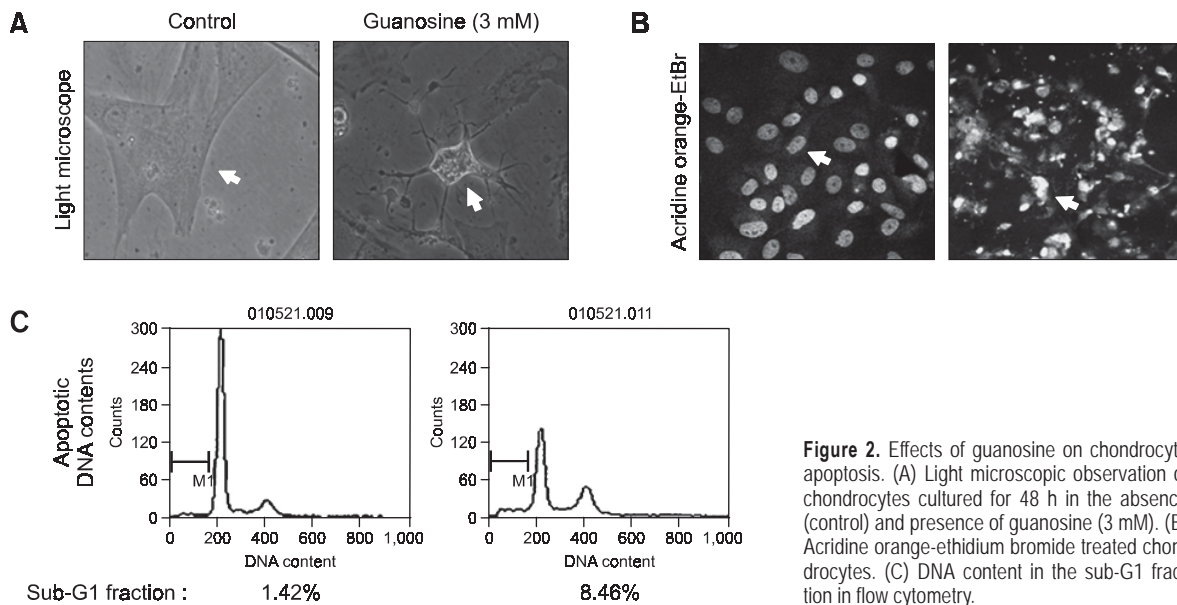 A
Control
Guanosine (3 mM)
Light microscope
B
Acridine orange-EtBr
C
Apoptotic
DNA contents
010521.009
300
240
180
120
60
0
Counts
M1
0 200 400 600 800 1,000
DNA content
010521.011
300
240
180
120
60
0
Counts
M1
0 200 400 600 800 1,000
DNA content
Sub-G1 fraction : 1.42% 8.46%
Figure 2. Effects of guanosine on chondrocyt
apoptosis. (A) Light microscopic observation o
chondrocytes cultured for 48 h in the absenc
(control) and presence of guanosine (3 mM). (B
Acridine orange-ethidium bromide treated chon
drocytes. (C) DNA content in the sub-G1 frac
tion in flow cytometry.